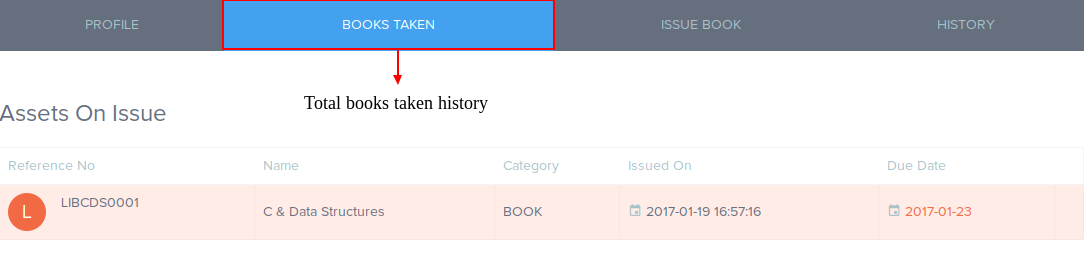 PROFILE BOOKS TAKEN ISSUE BOOK HISTORY
Total books taken history
Assets On Issue
Reference No Name Category Issued On Due Date
L LIBCDS0001 C & Data Structures BOOK 2017-01-19 16:57:16 2017-01-23